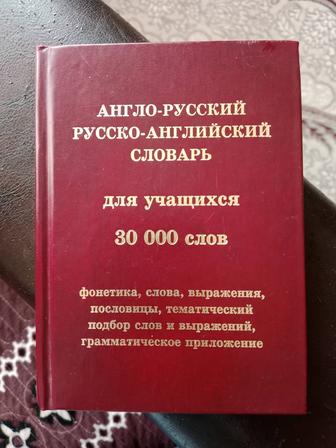 АНГЛО-РУССКИЙ
РУССКО-АНГЛИЙСКИЙ
СЛОВАРЬ
для учащихся
30 000 слов
фонетика, слова, выражения,
пословицы, тематический
подбор слов и выражений,
грамматическое приложение